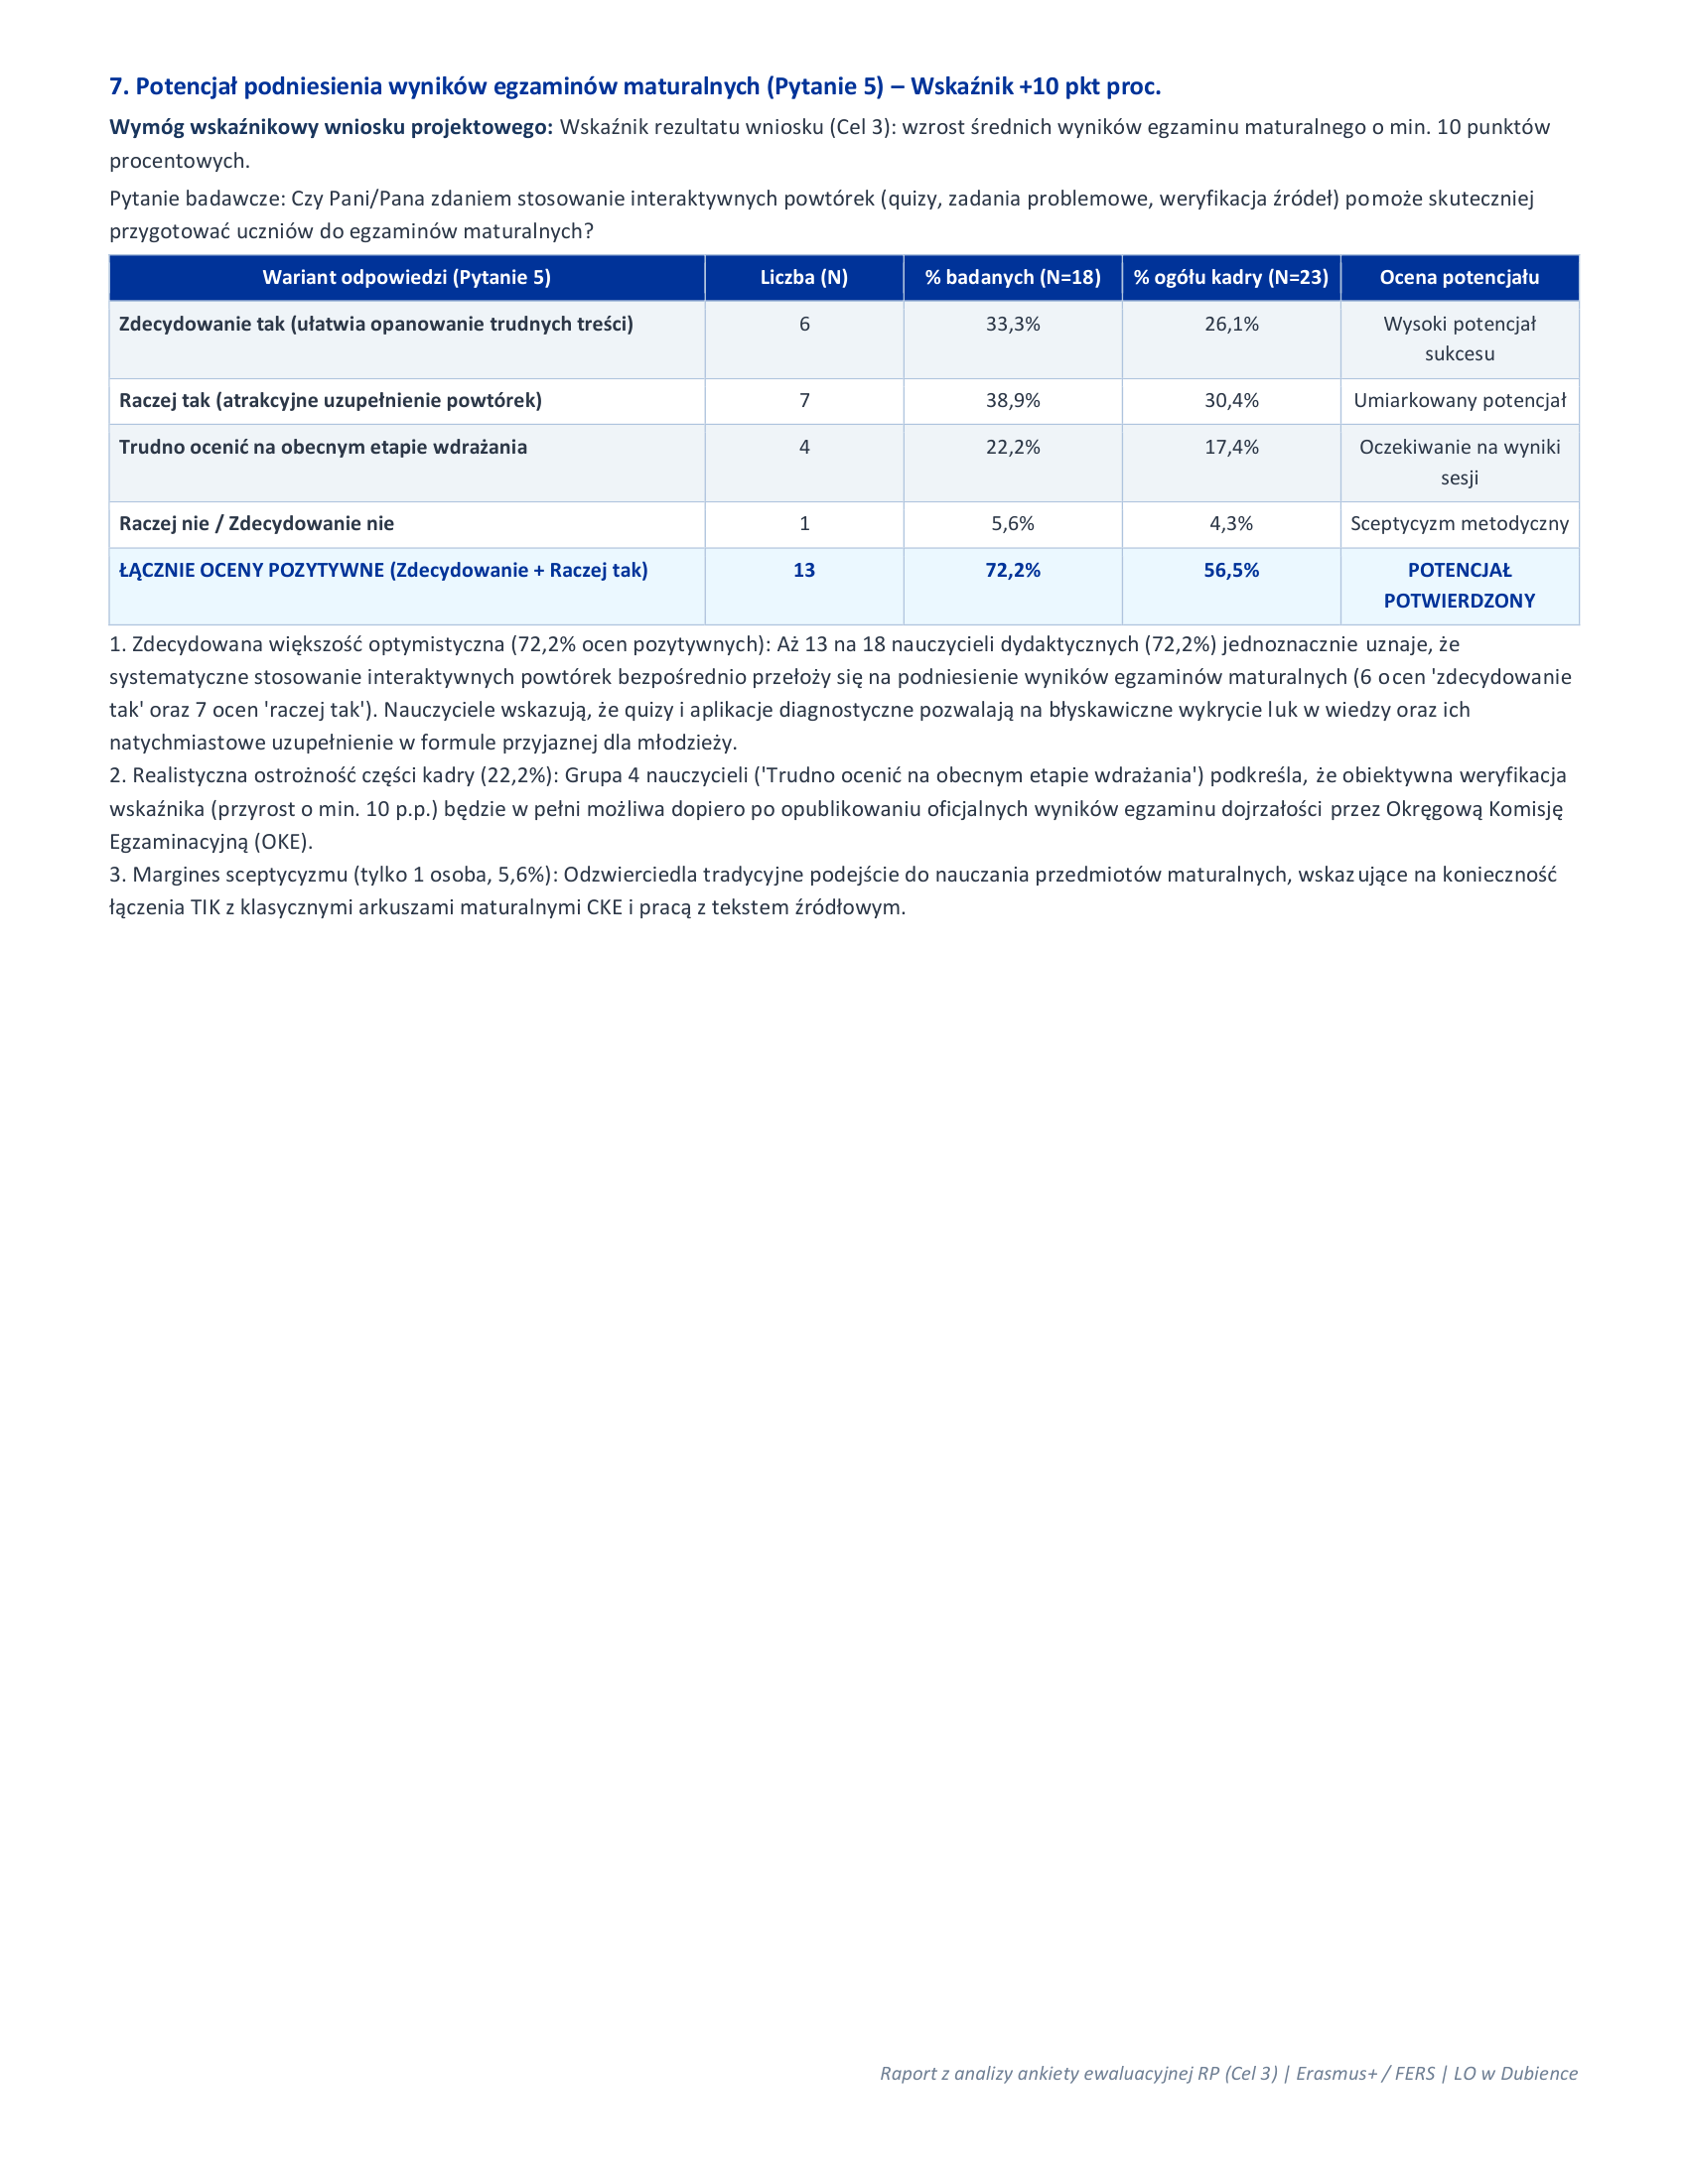 7. Potencjał podniesienia wyników egzaminów maturalnych (Pytanie 5) – Wskaźnik +10 pkt proc.
Wymóg wskaźnikowy wniosku projektowego: Wskaźnik rezultatu wniosku (Cel 3): wzrost średnich wyników egzaminu maturalnego o min. 10 punktów
procentowych.
Pytanie badawcze: Czy Pani/Pana zdaniem stosowanie interaktywnych powtórek (quizy, zadania problemowe, weryfikacja źródeł) pomoże skuteczniej
przygotować uczniów do egzaminów maturalnych?
Wariant odpowiedzi (Pytanie 5) Liczba (N) % badanych (N=18) % ogółu kadry (N=23) Ocena potencjału
Zdecydowanie tak (ułatwia opanowanie trudnych treści) 6 33,3% 26,1% Wysoki potencjał
sukcesu
Raczej tak (atrakcyjne uzupełnienie powtórek) 7 38,9% 30,4% Umiarkowany potencjał
Trudno ocenić na obecnym etapie wdrażania 4 22,2% 17,4% Oczekiwanie na wyniki
sesji
Raczej nie / Zdecydowanie nie 1 5,6% 4,3% Sceptycyzm metodyczny
ŁĄCZNIE OCENY POZYTYWNE (Zdecydowanie + Raczej tak) 13 72,2% 56,5% POTENCJAŁ
POTWIERDZONY
1. Zdecydowana większość optymistyczna (72,2% ocen pozytywnych): Aż 13 na 18 nauczycieli dydaktycznych (72,2%) jednoznacznie uznaje, że
systematyczne stosowanie interaktywnych powtórek bezpośrednio przełoży się na podniesienie wyników egzaminów maturalnych (6 ocen 'zdecydowanie
tak' oraz 7 ocen 'raczej tak'). Nauczyciele wskazują, że quizy i aplikacje diagnostyczne pozwalają na błyskawiczne wykrycie luk w wiedzy oraz ich
natychmiastowe uzupełnienie w formule przyjaznej dla młodzieży.
2. Realistyczna ostrożność części kadry (22,2%): Grupa 4 nauczycieli ('Trudno ocenić na obecnym etapie wdrażania') podkreśla, że obiektywna weryfikacja
wskaźnika (przyrost o min. 10 p.p.) będzie w pełni możliwa dopiero po opublikowaniu oficjalnych wyników egzaminu dojrzałości przez Okręgową Komisję
Egzaminacyjną (OKE).
3. Margines sceptycyzmu (tylko 1 osoba, 5,6%): Odzwierciedla tradycyjne podejście do nauczania przedmiotów maturalnych, wskazujące na konieczność
łączenia TIK z klasycznymi arkuszami maturalnymi CKE i pracą z tekstem źródłowym.
Raport z analizy ankiety ewaluacyjnej RP (Cel 3) | Erasmus+ / FERS | LO w Dubience